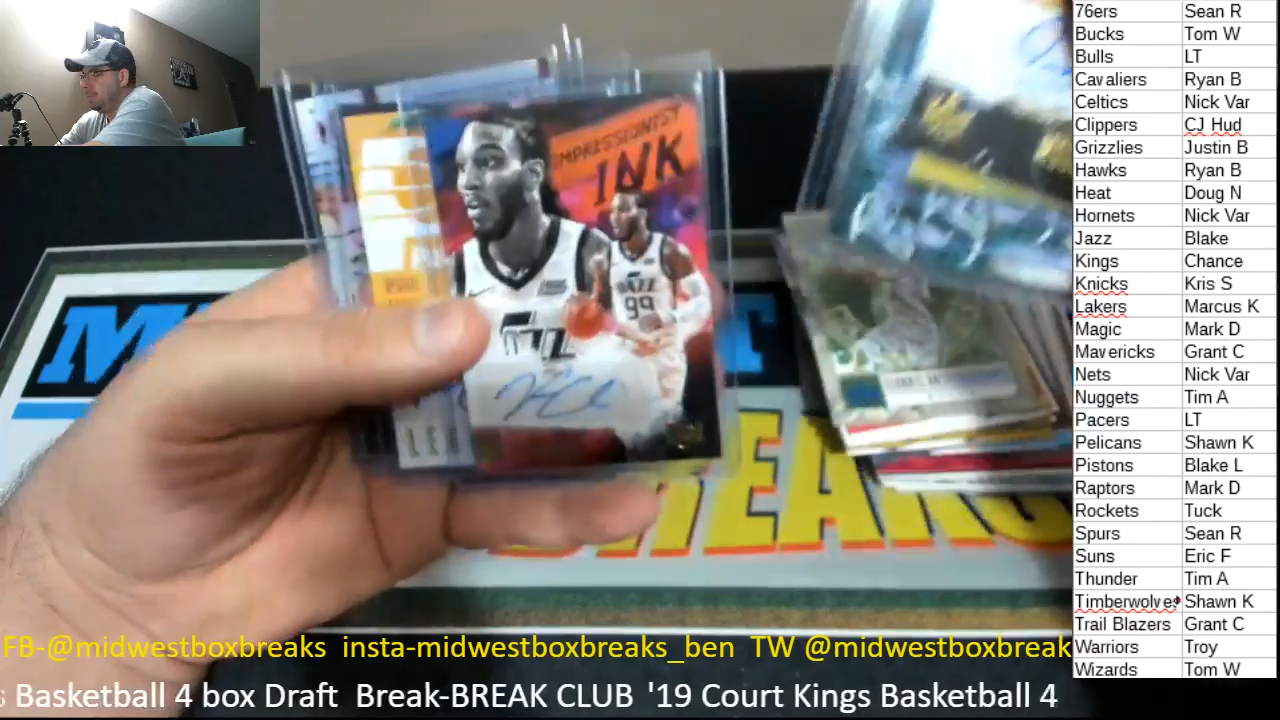 76ers Sean R
Bucks Tom W
Bulls LT
Cavaliers Ryan B
Celtics Nick Var
Clippers CJ Hud
Grizzlies Justin B
Hawks Ryan B
Heat Doug N
Hornets Nick Var
Jazz Blake
Kings Chance
Knicks Kris S
Lakers Marcus K
Magic Mark D
Mavericks Grant C
Nets Nick Var
Nuggets Tim A
Pacers LT
Pelicans Shawn K
Pistons Blake L
Raptors Mark D
Rockets Tuck
Spurs Sean R
Suns Eric F
Thunder Tim A
Timberwolves Shawn K
Trail Blazers Grant C
Warriors Troy
Wizards Tom W
IMPRESSIONIST
INK
JAZZ
99
FB-@midwestboxbreaks insta-midwestboxbreaks_ben TW @midwestboxbreak
s Basketball 4 box Draft Break-BREAK CLUB '19 Court Kings Basketball 4